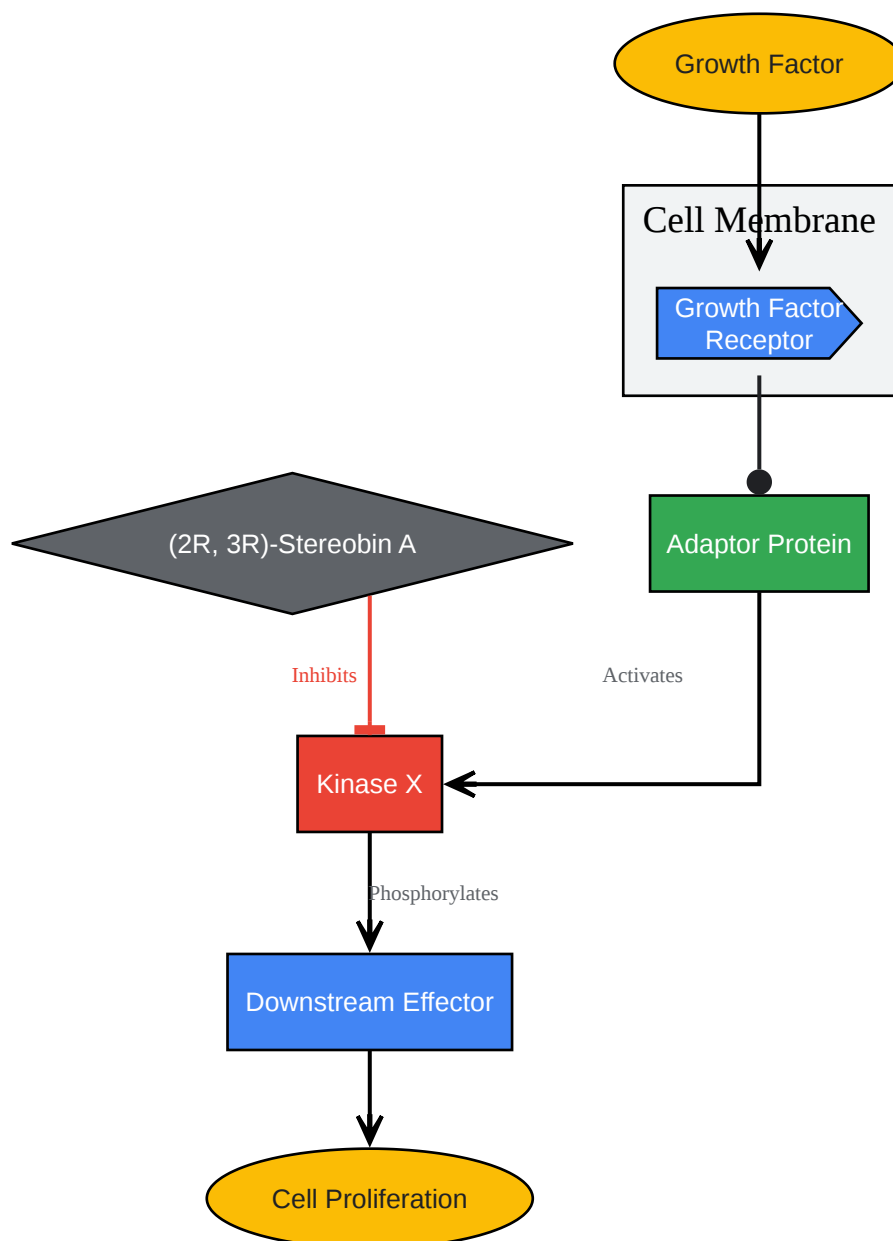 Growth Factor
Cell Membrane
Growth Factor
Receptor
(2R, 3R)-Stereobin A
Adaptor Protein
Inhibits
Activates
Kinase X
Phosphorylates
Downstream Effector
Cell Proliferation